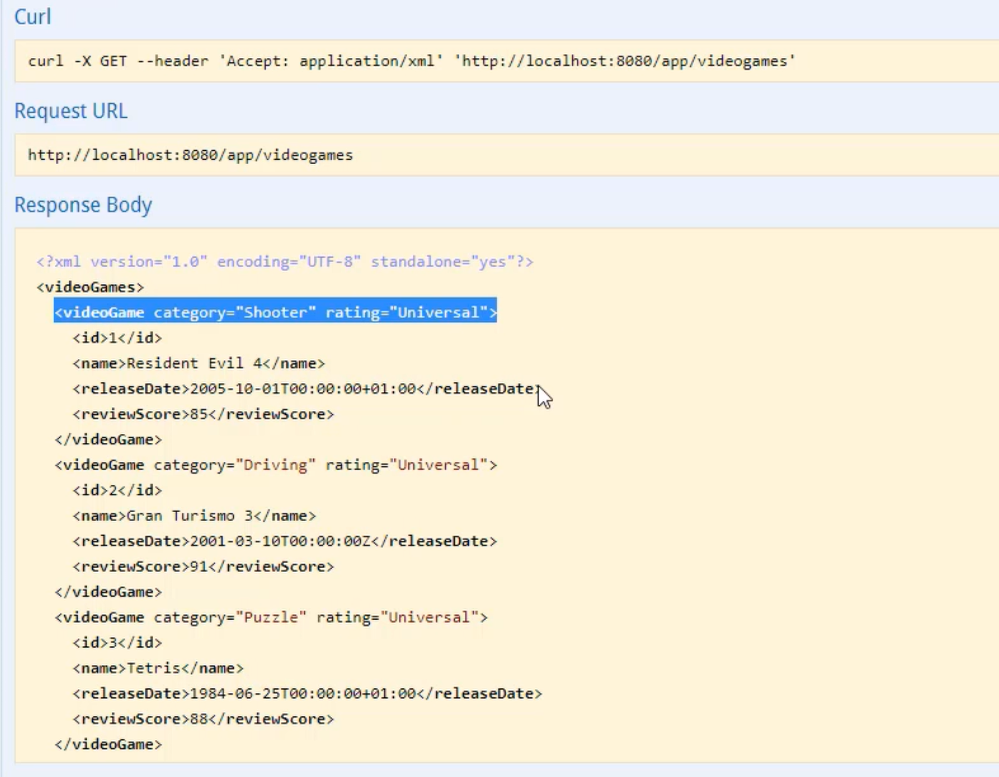 Curl
curl -X GET --header 'Accept: application/xml' 'http://localhost:8080/app/videogames'
Request URL
http://localhost:8080/app/videogames
Response Body
<?xml version="1.0" encoding="UTF-8" standalone="yes"?>
<videoGames>
<videoGame category="Shooter" rating="Universal">
<id>1</id>
<name>Resident Evil 4</name>
<releaseDate>2005-10-01T00:00:00+01:00</releaseDate>
<reviewScore>85</reviewScore>
</videoGame>
<videoGame category="Driving" rating="Universal">
<id>2</id>
<name>Gran Turismo 3</name>
<releaseDate>2001-03-10T00:00:00Z</releaseDate>
<reviewScore>91</reviewScore>
</videoGame>
<videoGame category="Puzzle" rating="Universal">
<id>3</id>
<name>Tetris</name>
<releaseDate>1984-06-25T00:00:00+01:00</releaseDate>
<reviewScore>88</reviewScore>
</videoGame>